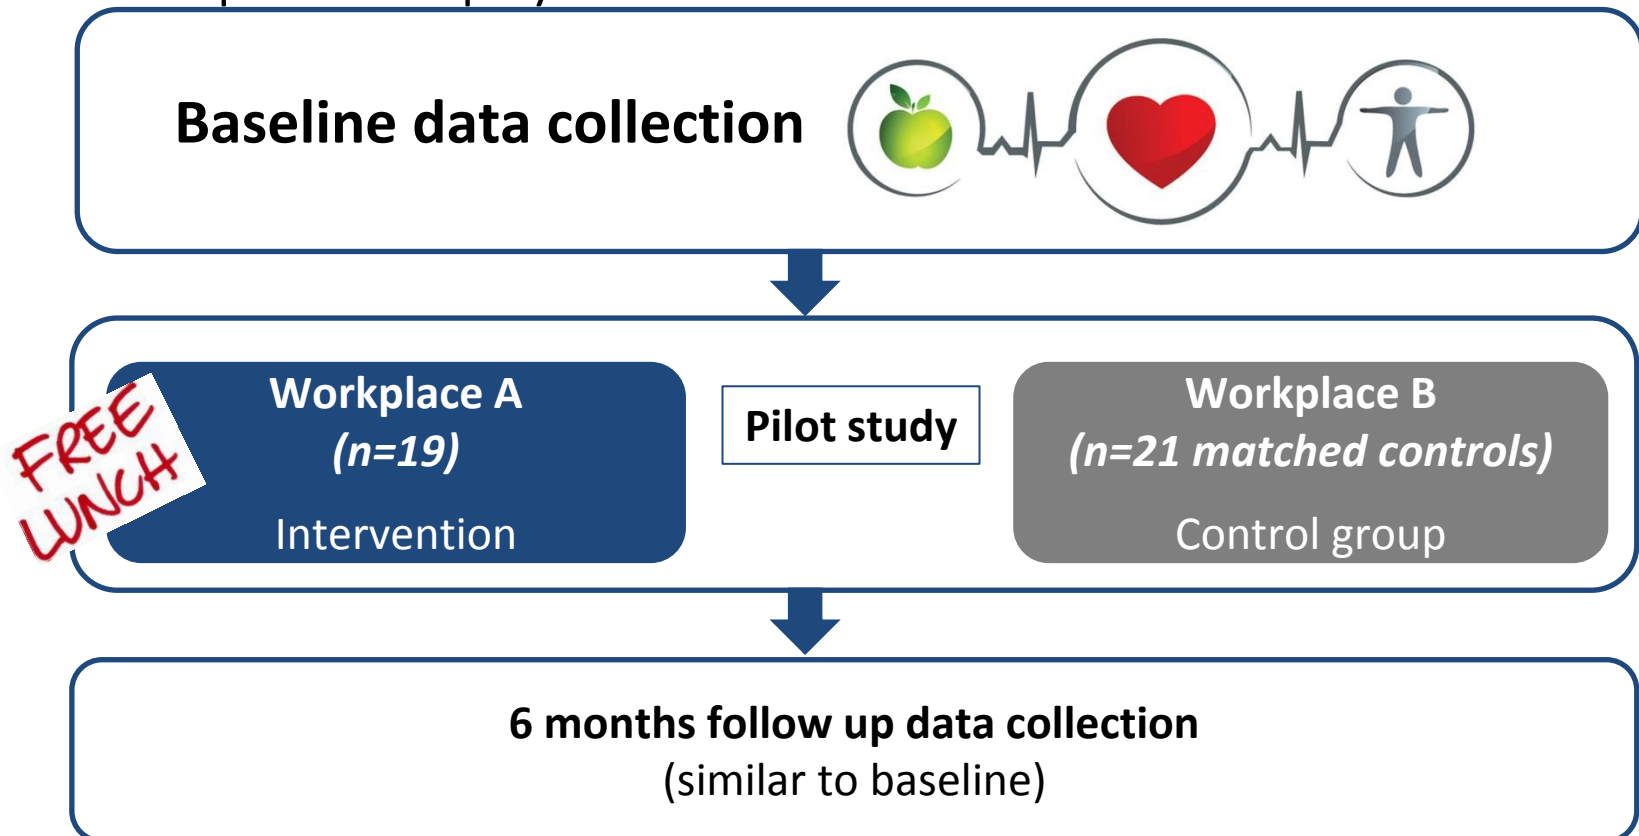 Baseline data collection
FREE
LUNCH
Workplace A
(n=19)
Intervention
Pilot study
Workplace B
(n=21 matched controls)
Control group
6 months follow up data collection
(similar to baseline)